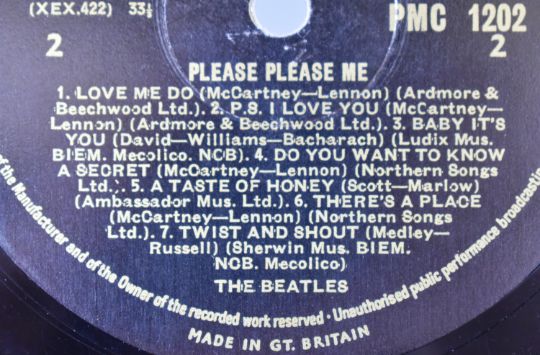 (XEX.422) 33⅓
PMC 1202
2
2
PLEASE PLEASE ME
1. LOVE ME DO (McCartney—Lennon) (Ardmore &
Beechwood Ltd.). 2. P.S. I LOVE YOU (McCartney—
Lennon) (Ardmore & Beechwood Ltd.). 3. BABY IT'S
YOU (David—Williams—Bacharach) (Ludix Mus.
BIEM. Mecolico. NCB). 4. DO YOU WANT TO KNOW
A SECRET (McCartney—Lennon) (Northern Songs
Ltd.). 5. A TASTE OF HONEY (Scott—Marlow)
(Ambassador Mus. Ltd.). 6. THERE'S A PLACE
(McCartney—Lennon) (Northern Songs
Ltd.). 7. TWIST AND SHOUT (Medley—
Russell) (Sherwin Mus. BIEM.
NCB. Mecolico)
THE BEATLES
of the Manufacturer and of the Owner of the recorded work reserved · Unauthorised public performance broadcasting
MADE IN GT. BRITAIN